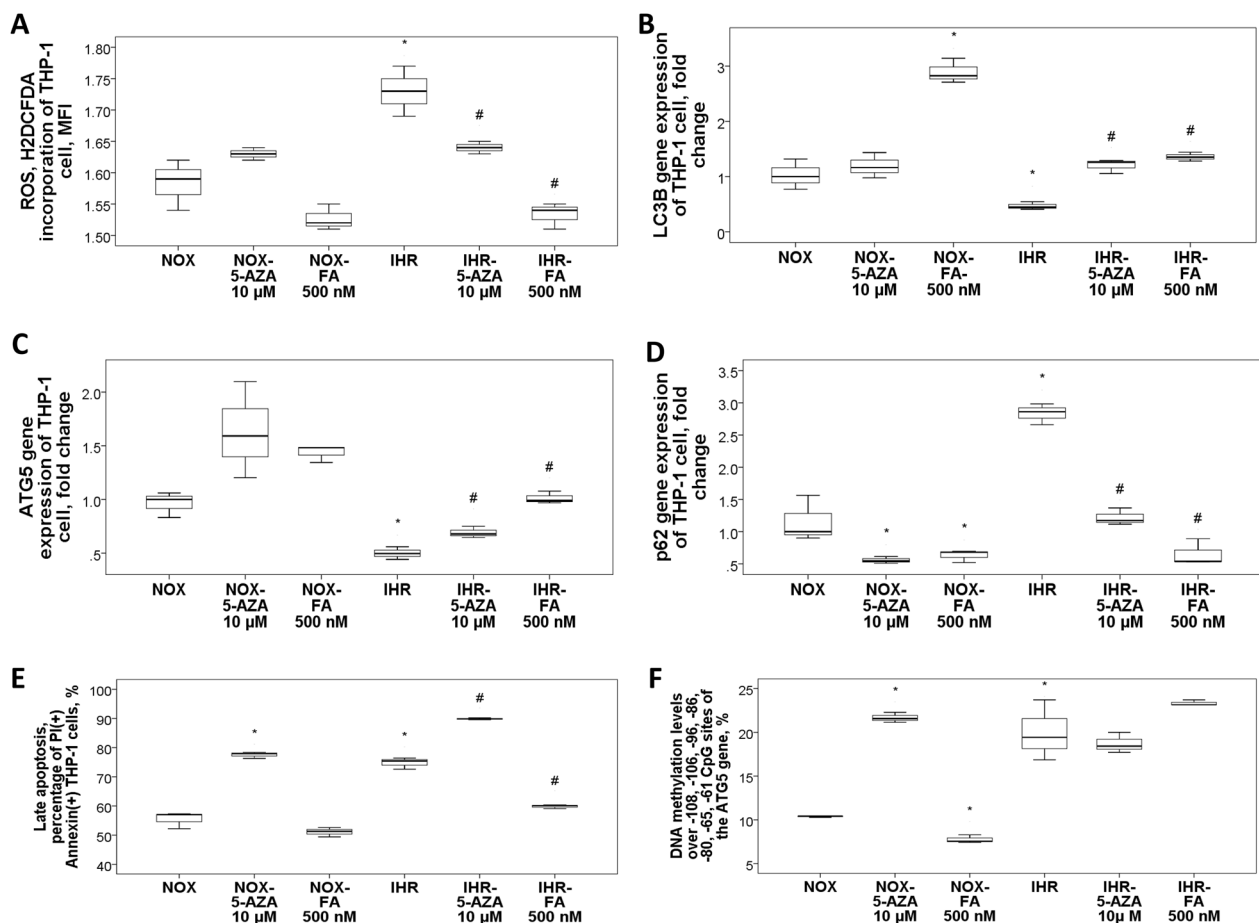 A
ROS, H2DCFDA
incorporation of THP-1
cell, MFI
1.80
1.75
1.70
1.65
1.60
1.55
1.50
*
#
#
NOX
NOX-
5-AZA
10 µM
NOX-
FA
500 nM
IHR
IHR-
5-AZA
10 µM
IHR-
FA
500 nM
B
LC3B gene expression
of THP-1 cell, fold
change
3
2
1
0
*
*
#
#
NOX
NOX-
5-AZA
10 µM
NOX-
FA-
500 nM
IHR
IHR-
5-AZA
10 µM
IHR-
FA
500 nM
C
ATG5 gene
expression of THP-1
cell, fold change
2.0
1.5
1.0
.5
*
#
#
NOX
NOX-
5-AZA
10 µM
NOX-
FA
500 nM
IHR
IHR-
5-AZA
10 µM
IHR-
FA
500 nM
D
p62 gene expression
of THP-1 cell, fold
change
3.5
3.0
2.5
2.0
1.5
1.0
.5
*
*
*
#
#
NOX
NOX-
5-AZA
10 µM
NOX-
FA
500 nM
IHR
IHR-
5-AZA
10 µM
IHR-
FA
500 nM
E
Late apoptosis,
percentage of PI(+)
Annexin(+) THP-1 cells, %
100
90
80
70
60
50
40
*
*
#
#
NOX
NOX-
5-AZA
10 µM
NOX-
FA
500 nM
IHR
IHR-
5-AZA
10 µM
IHR-
FA
500 nM
F
DNA methylation levels
over -108, -106, -96, -86,
-80, -65, -61 CpG sites of
the ATG5 gene, %
25
20
15
10
5
*
*
*
NOX
NOX-
5-AZA
10 µM
NOX-
FA
500 nM
IHR
IHR-
5-AZA
10µ M
IHR-
FA
500 nM